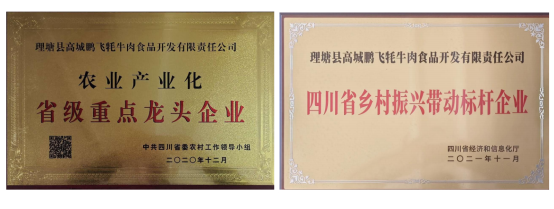 理塘县高城鹏飞牦牛肉食品开发有限责任公司
农业产业化
省级重点龙头企业
中共四川省委农村工作领导小组
二〇二〇年十二月
理塘县高城鹏飞牦牛肉食品开发有限责任公司
四川省乡村振兴带动标杆企业
四川省经济和信息化厅
二〇二一年十一月